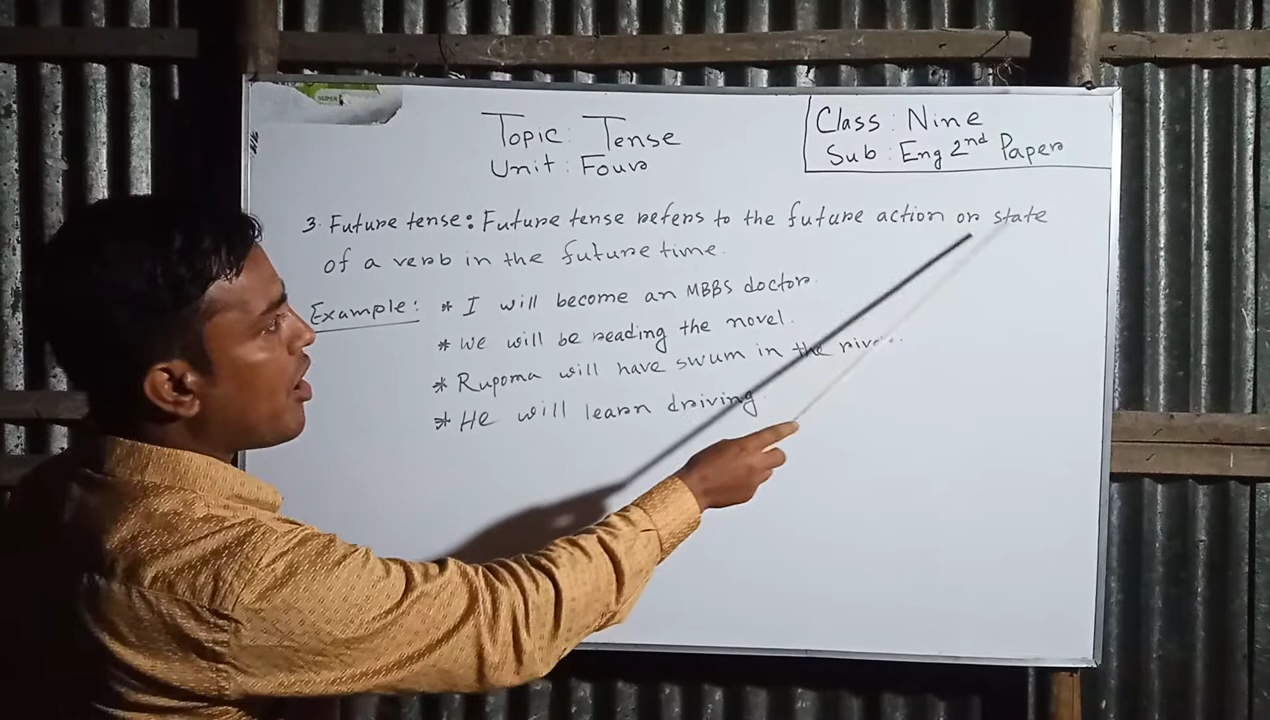 SUPER
Topic: Tense
Unit: Four
Class: Nine
Sub: Eng 2nd Paper
3. Future tense: Future tense refers to the future action or state
of a verb in the future time.
Example: * I will become an MBBS doctor.
* We will be reading the novel.
* Rupoma will have swum in the river.
* He will learn driving.